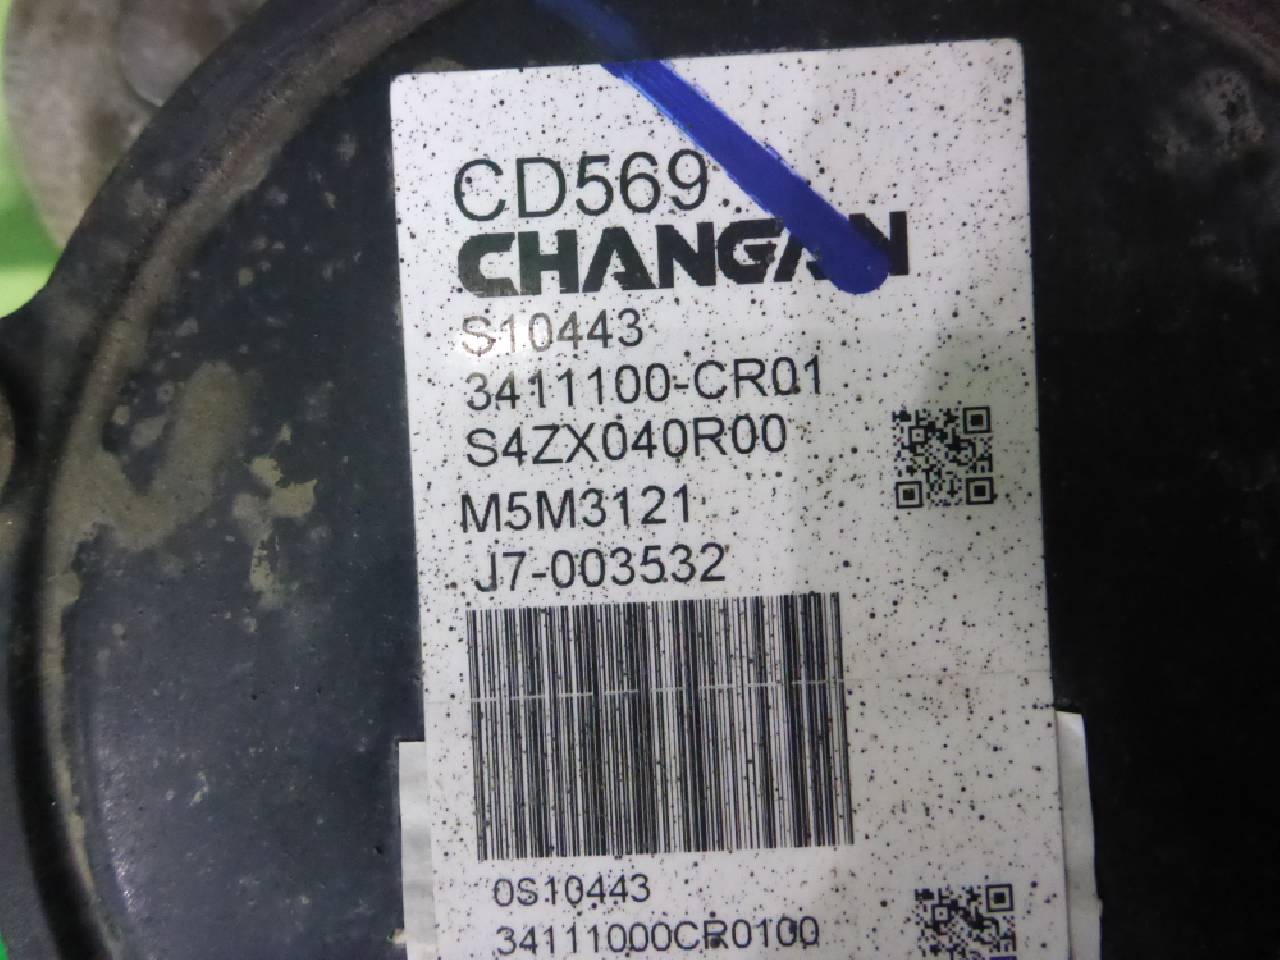 CD569
CHANGAN
S10443
3411100-CR01
S4ZX040R00
M5M3121
J7-003532
0S10443
34111000CR0100